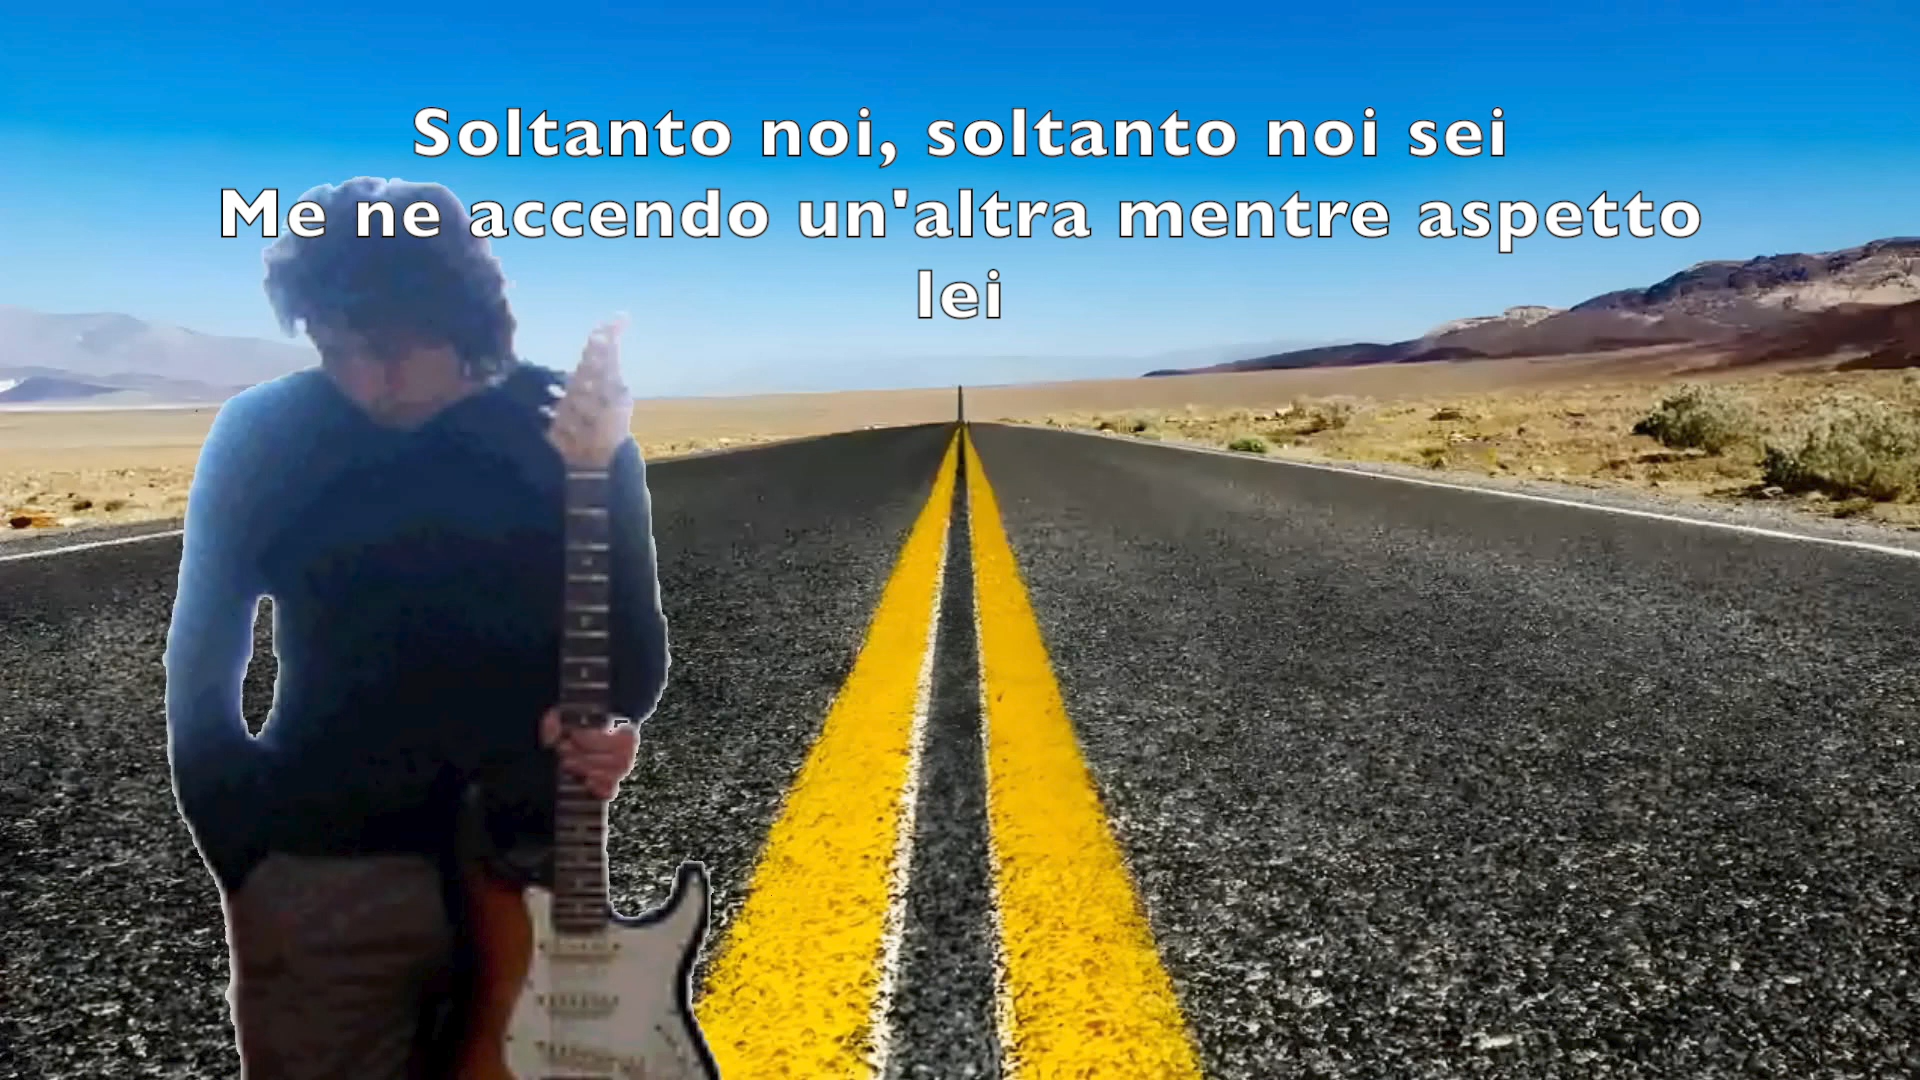 Soltanto noi, soltanto noi sei
Me ne accendo un'altra mentre aspetto
lei